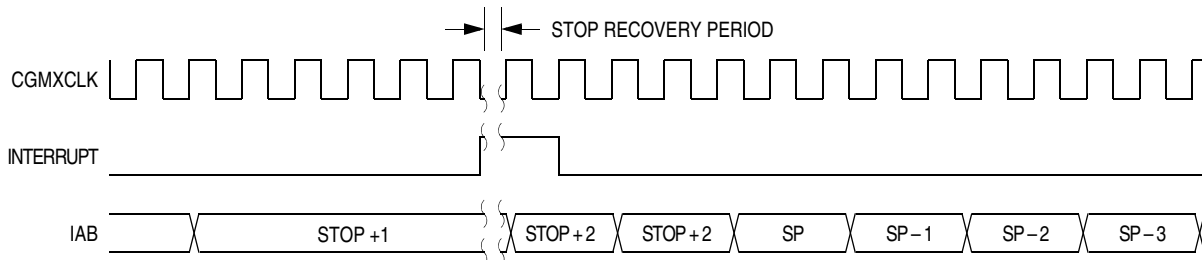 STOP RECOVERY PERIOD
CGMXCLK
INTERRUPT
IAB
STOP +1
STOP + 2
STOP + 2
SP
SP – 1
SP – 2
SP – 3